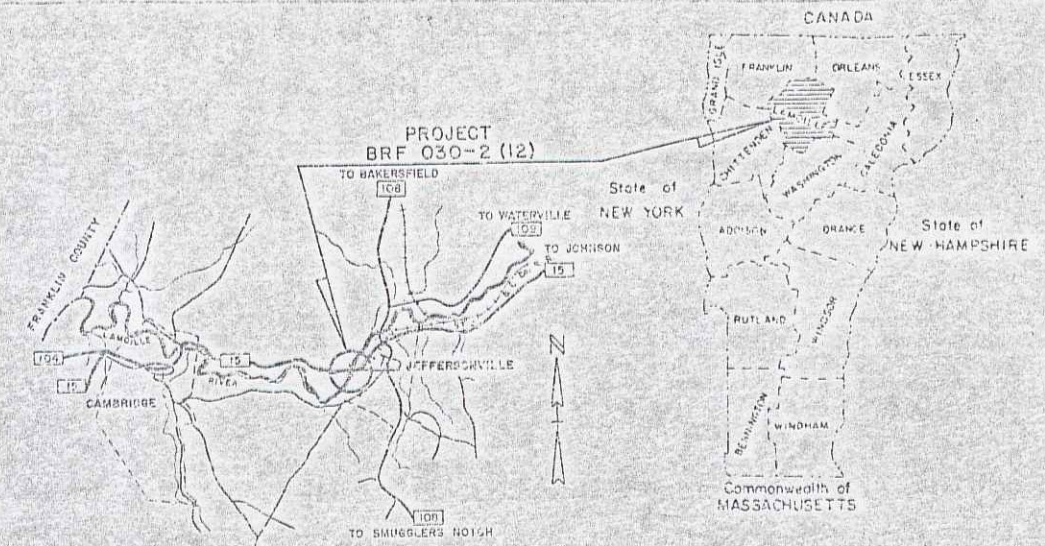 CANADA
GRAND ISLE
FRANKLIN
ORLEANS
ESSEX
LAMOILLE
CHITTENDEN
WASHINGTON
CALEDONIA
PROJECT
BRF 030-2 (12)
State of
NEW YORK
ADDISON
ORANGE
State of
NEW HAMPSHIRE
RUTLAND
WINDSOR
BENNINGTON
WINDHAM
Commonwealth of
MASSACHUSETTS
TO BAKERSFIELD
108
TO WATERVILLE
109
TO JOHNSON
15
FRANKLIN COUNTY
LAMOILLE
RIVER
104
15
15
CAMBRIDGE
JEFFERSONVILLE
N
108
TO SMUGGLERS NOTCH